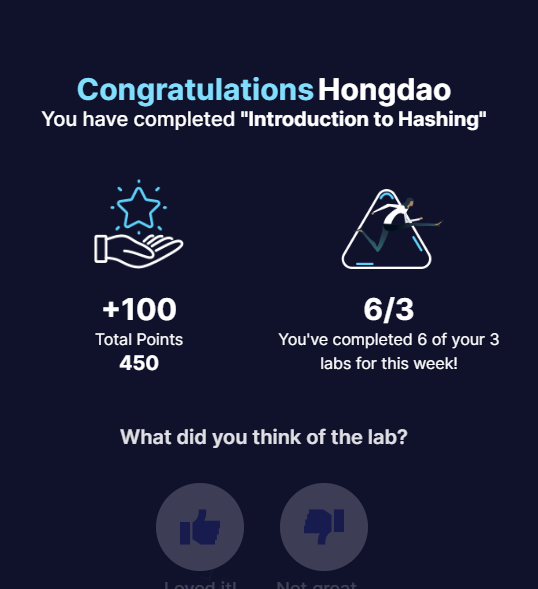 Congratulations Hongdao
You have completed "Introduction to Hashing"
+100
Total Points
450
6/3
You've completed 6 of your 3
labs for this week!
What did you think of the lab?
Loved it!
Not great